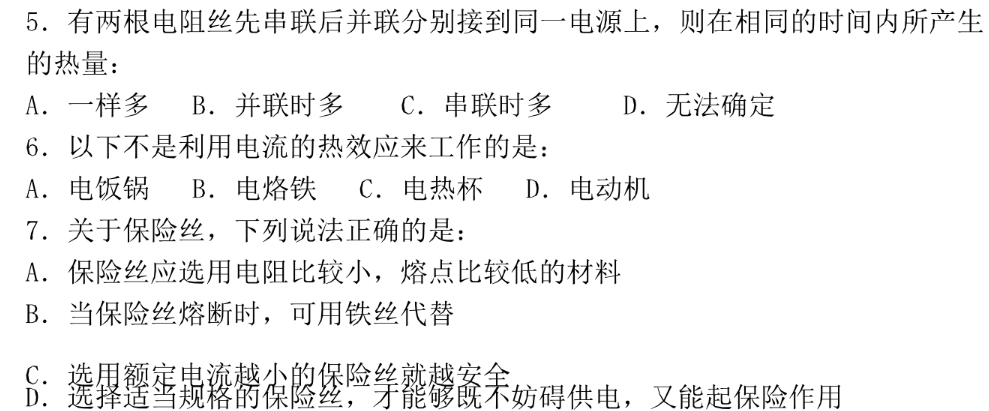 5．有两根电阻丝先串联后并联分别接到同一电源上，则在相同的时间内所产生
的热量：
A．一样多 B．并联时多 C．串联时多 D．无法确定
6．以下不是利用电流的热效应来工作的是：
A．电饭锅 B．电烙铁 C．电热杯 D．电动机
7．关于保险丝，下列说法正确的是：
A．保险丝应选用电阻比较小，熔点比较低的材料
B．当保险丝熔断时，可用铁丝代替
C．选用额定电流越小的保险丝就越安全
D．选择适当规格的保险丝，才能够既不妨碍供电，又能起保险作用